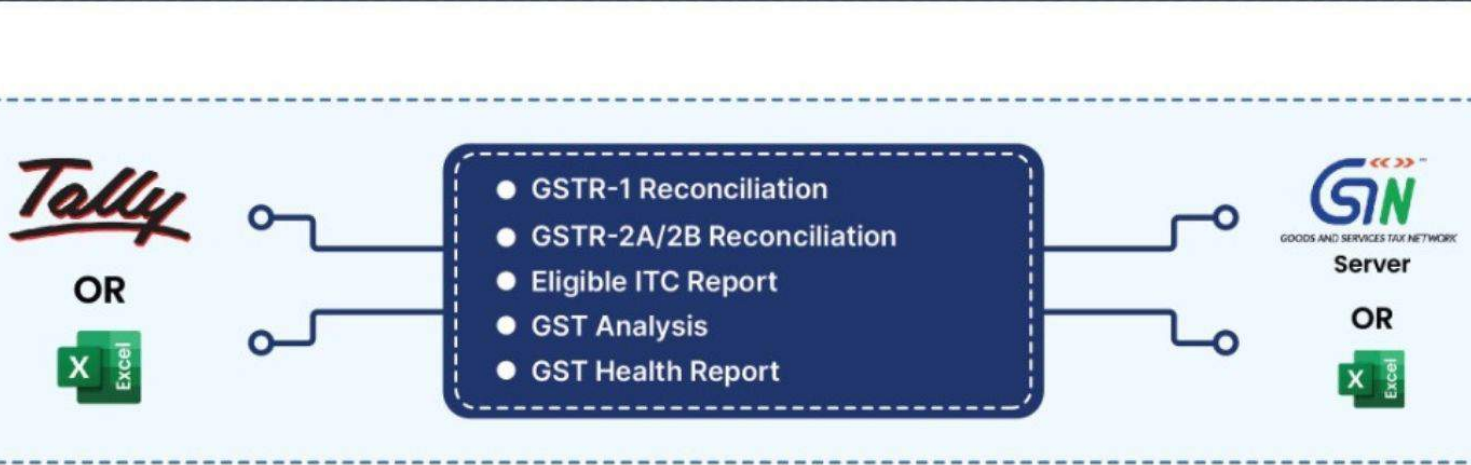 Tally
OR
X
Excel
GSTR-1 Reconciliation
GSTR-2A/2B Reconciliation
Eligible ITC Report
GST Analysis
GST Health Report
GSTN
GOODS AND SERVICES TAX NETWORK
Server
OR
X
Excel